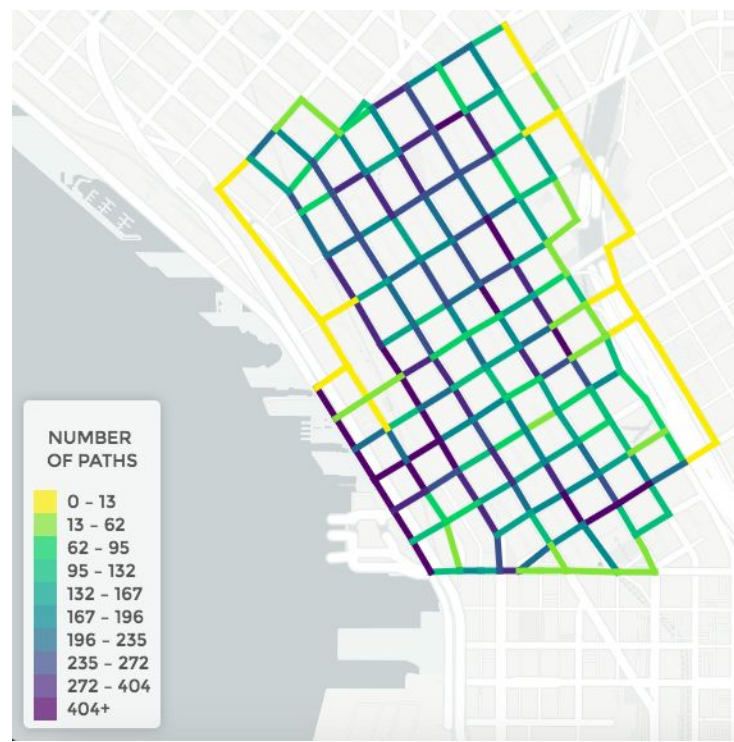 NUMBER
OF PATHS
0 – 13
13 – 62
62 – 95
95 – 132
132 – 167
167 – 196
196 – 235
235 – 272
272 – 404
404+